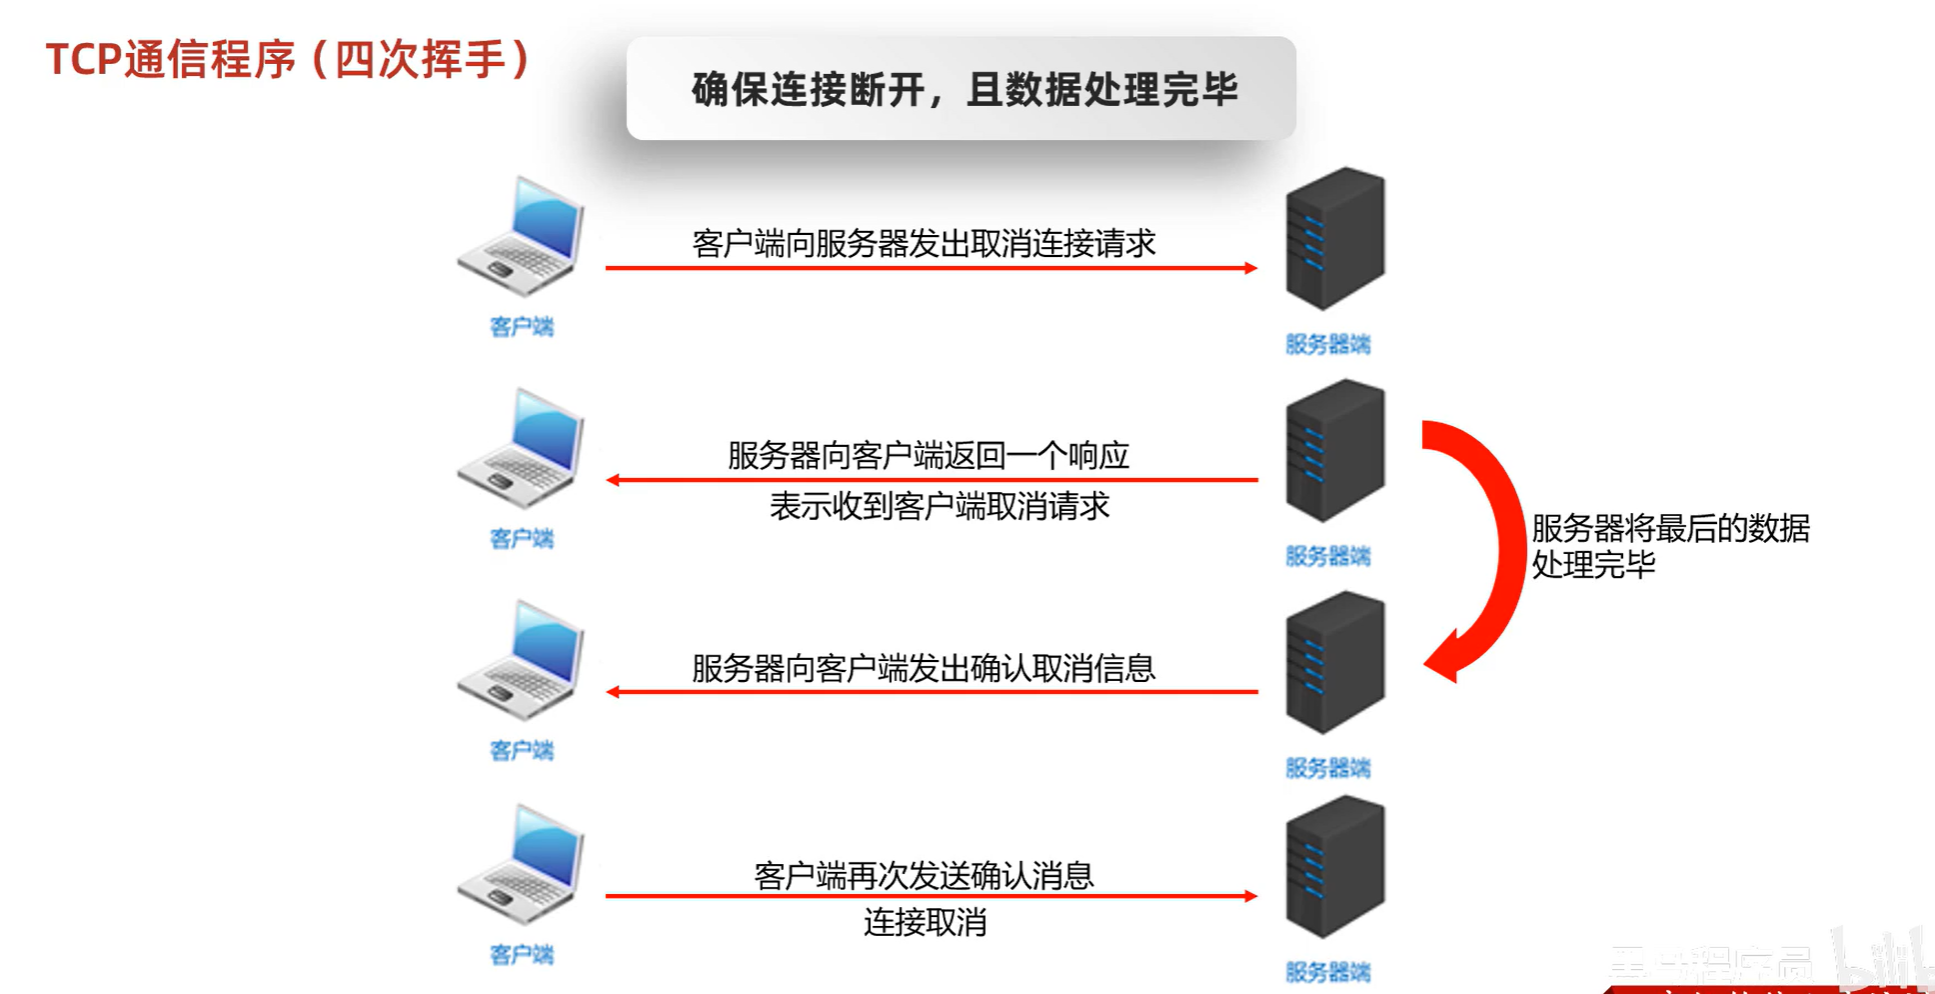 TCP通信程序（四次挥手）
确保连接断开，且数据处理完毕
客户端向服务器发出取消连接请求
客户端
服务器端
服务器向客户端返回一个响应
表示收到客户端取消请求
客户端
服务器端
服务器将最后的数据
处理完毕
服务器向客户端发出确认取消信息
客户端
服务器端
客户端再次发送确认消息
连接取消
客户端
服务器端
黑马程序员